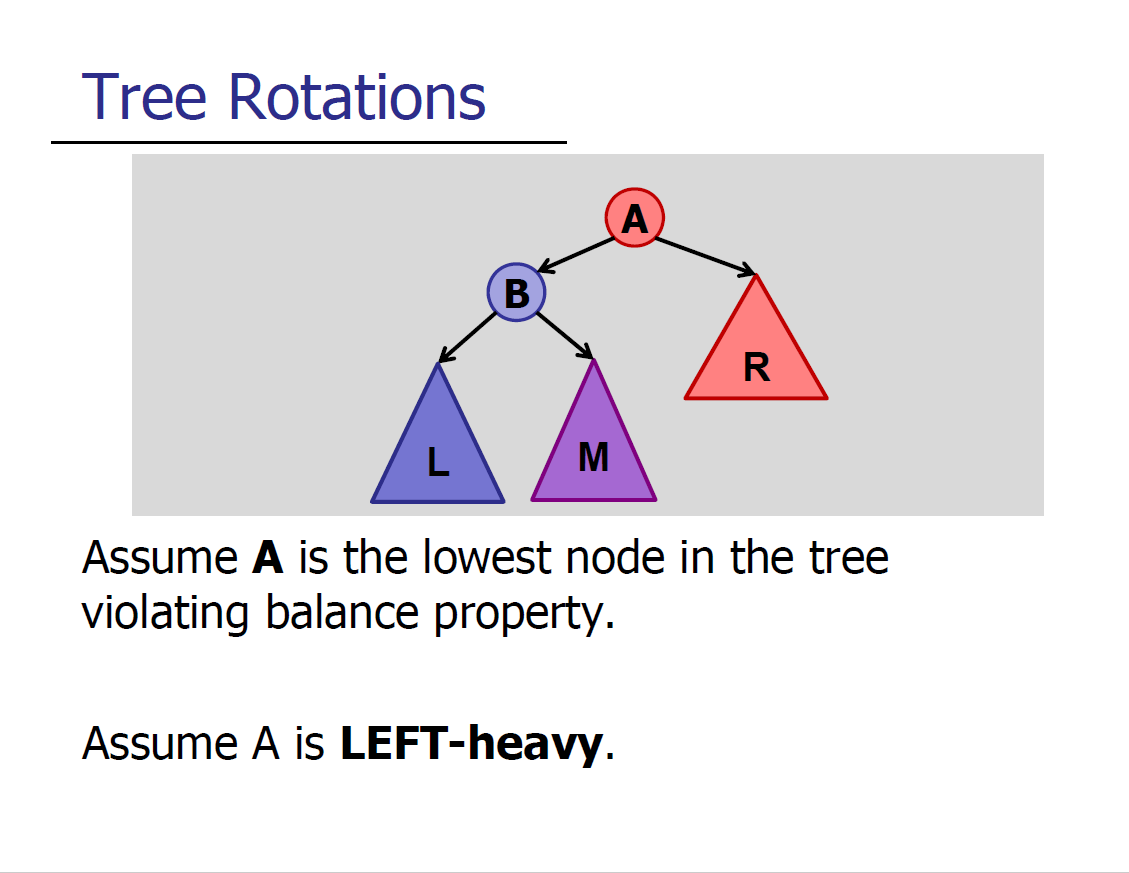 Tree Rotations
A
B
R
L
M
Assume A is the lowest node in the tree
violating balance property.
Assume A is LEFT-heavy.